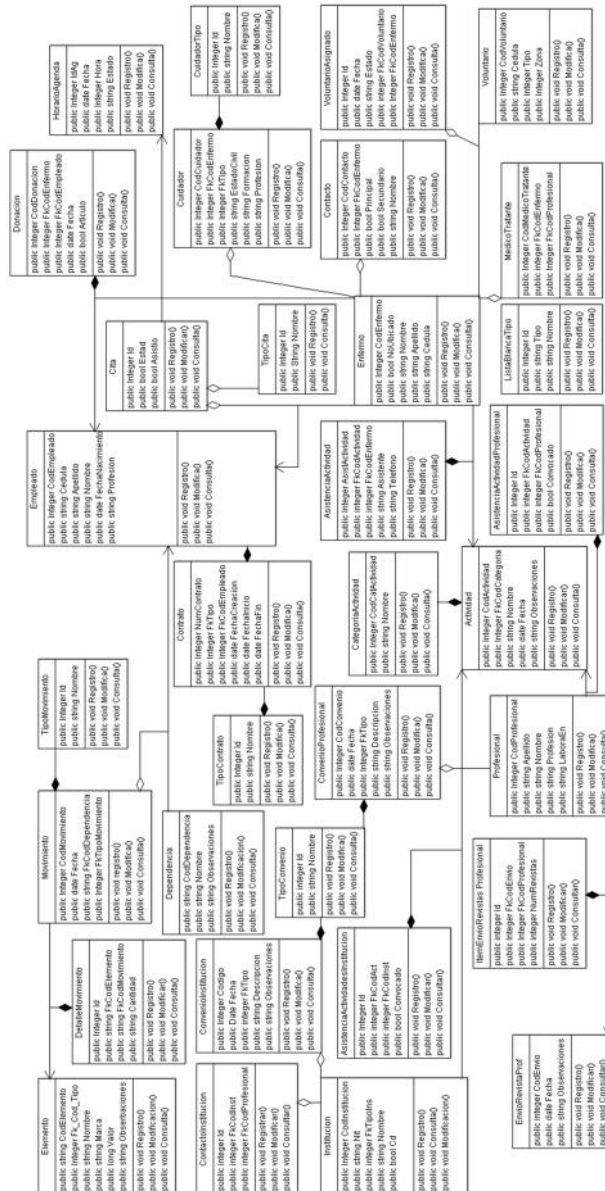 Elemento
public string CodElemento
public Integer Fk_Cod_Tipo
public string Nombre
public string Marca
public long Valor
public string Obserbaciones
public void Registro()
public void Consulta()
public void Modificacion()
DetalleMovimiento
public Integer Id
public string FkCodElemento
public string FkCodMovimiento
public string Cantidad
public void Registro()
public void Modificar()
public void Consulta()
Movimiento
public Integer CodMovimiento
public date Fecha
public string FkCodDependencia
public Integer FkTipoMovimiento
public void registro()
public void Modifica()
public void Consulta()
TipoMovimiento
public Integer Id
public string Nombre
public void Registro()
public void Modifica()
public void Consulta()
Empleado
public Integer CodEmpleado
public string Cedula
public string Apellido
public string Nombre
public date FechaNacimiento
public string Profesion
public void Registro()
public void Modifica()
public void Consulta()
Donacion
public Integer CodDonacion
public Integer FkCodEnfermo
public Integer FkCodEmpleado
public date Fecha
public bool Articulo
public void Registro()
public void Modifica()
public void Consulta()
HorarioAgenda
public Integer IdAg
public date Fecha
public Integer Hora
public string Estado
public void Registro()
public void Modifica()
public void Consulta()
Cita
public Integer Id
public bool Estad
public bool Asistio
public void Registro()
public void Modificar()
public void Consulta()
Dependencia
public string CodDependencia
public string Nombre
public string Observaciones
public void Registro()
public void Modificacion()
public void Consulta()
TipoContrato
public Integer Id
public string Nombre
public void Registro()
public void Modifica()
public void Consulta()
Contrato
public Integer NumContrato
public Integer FkTipo
public Integer FkCodEmpleado
public date FechaCreacion
public date FechaInicio
public date FechaFin
public void Registro()
public void Modifica()
public void Consulta()
TipoCita
public Integer Id
public String Nombre
public void Registro()
public void Consulta()
Cuidador
public Integer CodCuidador
public Integer FkCodEnfermo
public Integer FkTipo
public string EstadoCivil
public string Formacion
public string Profesion
public void Registro()
public void Modifica()
public void Consulta()
CuidadorTipo
public Integer Id
public string Nombre
public void Registro()
public void Modifica()
public void Consulta()
ContactoInstitucion
public Integer Id
public Integer FkCodInst
public Integer FkCodProfesional
public void Registrar()
public void Modificar()
public void Consultar()
ConvenioInstitucion
public Integer Codigo
public Date Fecha
public Integer FkTipo
public string Descripcion
public string Observaciones
public void Registro()
public void Modifica()
public void Consulta()
TipoConvenio
public Integer Id
public string Nombre
public void Registro()
public void Modifica()
public void Consulta()
ConvenioProfesional
public Integer CodConvenio
public date Fecha
public Integer FkTipo
public string Descripcion
public string Observaciones
public void Registro()
public void Modifica()
public void Consulta()
CategoriaActividad
public Integer CodCatActividad
public string Nombre
public void Registro()
public void Modifica()
public void Consulta()
AsistenciaActividad
public Integer AsistActividad
public Integer FkCodActividad
public Integer FkCodEnfermo
public string Asistente
public string Telefono
public void Registro()
public void Modifica()
public void Consulta()
Enfermo
public Integer CodEnfermo
public bool NoUbicado
public string Nombre
public string Apellido
public string Cedula
public void Registro()
public void Modifica()
public void Consulta()
Contacto
public Integer CodContacto
public Integer FkCodEnfermo
public bool Principal
public bool Secundario
public string Nombre
public void Registro()
public void Modifica()
public void Consulta()
VoluntarioAsignado
public Integer Id
public date Fecha
public string Estado
public Integer FkCodVoluntario
public Integer FkCodEnfermo
public void Registro()
public void Modifica()
public void Consulta()
Institucion
public Integer CodInstitucion
public string Nit
public Integer FkTipoIns
public string Nombre
public bool Cd
public void Registro()
public void Consulta()
public void Modificacion()
AsistenciaActividadesInstitucion
public Integer Id
public Integer FkCodAct
public Integer FkCodInst
public bool Convocado
public void Registro()
public void Modificar()
public void Consultar()
Actividad
public Integer CodActividad
public Integer FkCodCategoria
public string Nombre
public date Fecha
public string Observaciones
public void Registro()
public void Modificar()
public void Consulta()
AsistenciaActividadProfesional
public Integer Id
public Integer FkCodActividad
public Integer FkCodProfesional
public bool Convocado
public void Registro()
public void Modifica()
public void Consulta()
ListaBlancaTipo
public Integer Id
public string Tipo
public string Nombre
MedicoTratante
public Integer CodMedicoTratante
public Integer FkCodEnfermo
public Integer FkCodProfesional
public void Registro()
public void Modifica()
public void Consulta()
Voluntario
public Integer CodVoluntario
public string Cedula
public Integer Tipo
public Integer Zona
public void Registro()
public void Modifica()
public void Consulta()
EnvioRevistaProf
public Integer CodEnvio
public date Fecha
public string Observaciones
public void Registro()
public void Modificar()
public void Consultar()
ItemEnvioRevistas Profesional
public Integer Id
public Integer FkCodEnvio
public Integer FkCodProfesional
public Integer NumRevistas
public void Registro()
public void Modificar()
public void Consultar()
Profesional
public Integer CodProfesional
public string Apellido
public string Nombre
public string Profesion
public string LaboraEn
public void Registro()
public void Modifica()
public void Consulta()